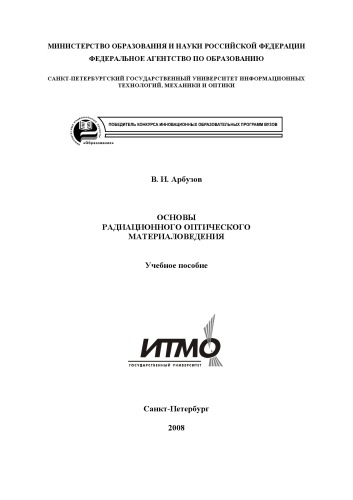 МИНИСТЕРСТВО ОБРАЗОВАНИЯ И НАУКИ РОССИЙСКОЙ ФЕДЕРАЦИИ
ФЕДЕРАЛЬНОЕ АГЕНТСТВО ПО ОБРАЗОВАНИЮ
САНКТ-ПЕТЕРБУРГСКИЙ ГОСУДАРСТВЕННЫЙ УНИВЕРСИТЕТ ИНФОРМАЦИОННЫХ
ТЕХНОЛОГИЙ, МЕХАНИКИ И ОПТИКИ
ПОБЕДИТЕЛЬ КОНКУРСА ИННОВАЦИОННЫХ ОБРАЗОВАТЕЛЬНЫХ ПРОГРАММ ВУЗОВ
«Образование»
В. И. Арбузов
ОСНОВЫ
РАДИАЦИОННОГО ОПТИЧЕСКОГО
МАТЕРИАЛОВЕДЕНИЯ
Учебное пособие
ИТМО
ГОСУДАРСТВЕННЫЙ УНИВЕРСИТЕТ
Санкт-Петербург
2008